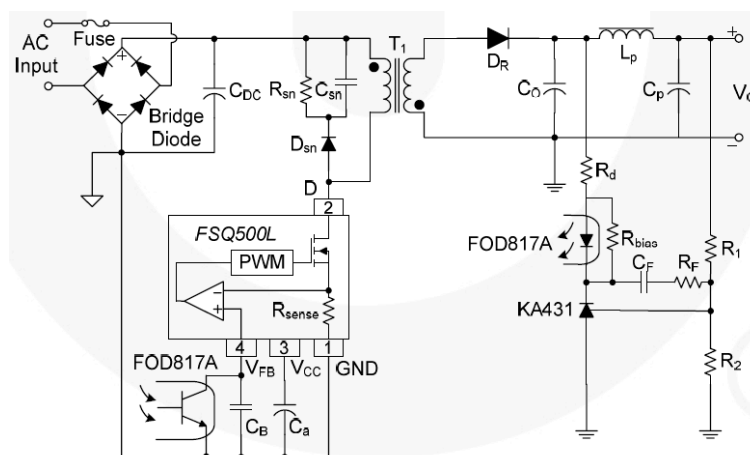 AC
Input
Fuse
+
−
Bridge
Diode
CDC
Rsn
Csn
Dsn
T1
DR
CO
Lp
Cp
+
VO
−
D
2
FSQ500L
PWM
−
+
Rsense
4
3
1
VFB
VCC
GND
FOD817A
CB
Ca
Rd
FOD817A
Rbias
CF
RF
R1
KA431
R2